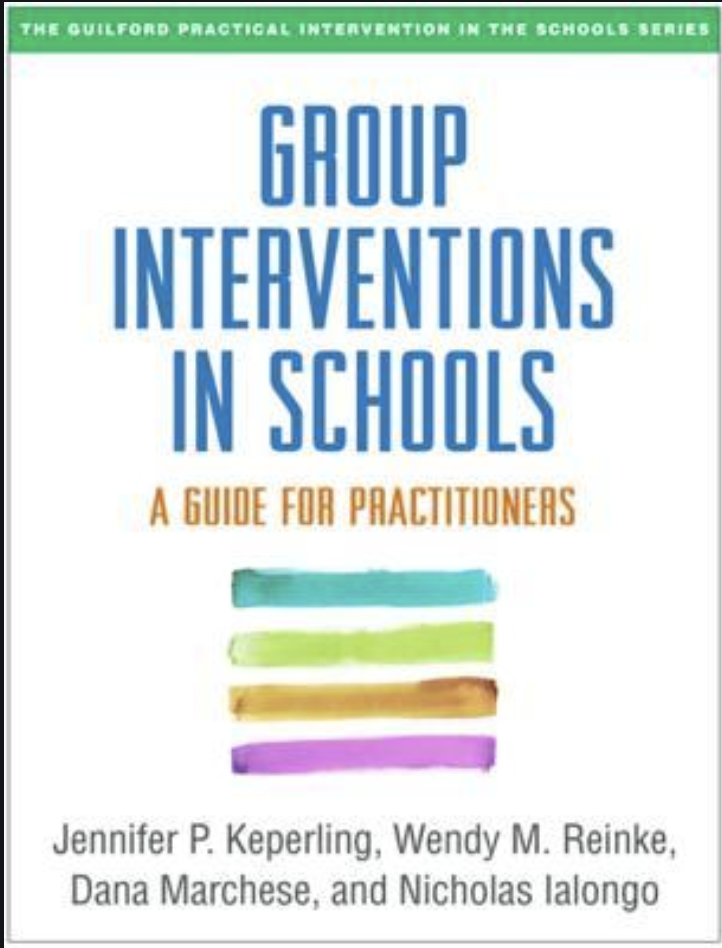 THE GUILFORD PRACTICAL INTERVENTION IN THE SCHOOLS SERIES
GROUP
INTERVENTIONS
IN SCHOOLS
A GUIDE FOR PRACTITIONERS
Jennifer P. Keperling, Wendy M. Reinke,
Dana Marchese, and Nicholas Ialongo